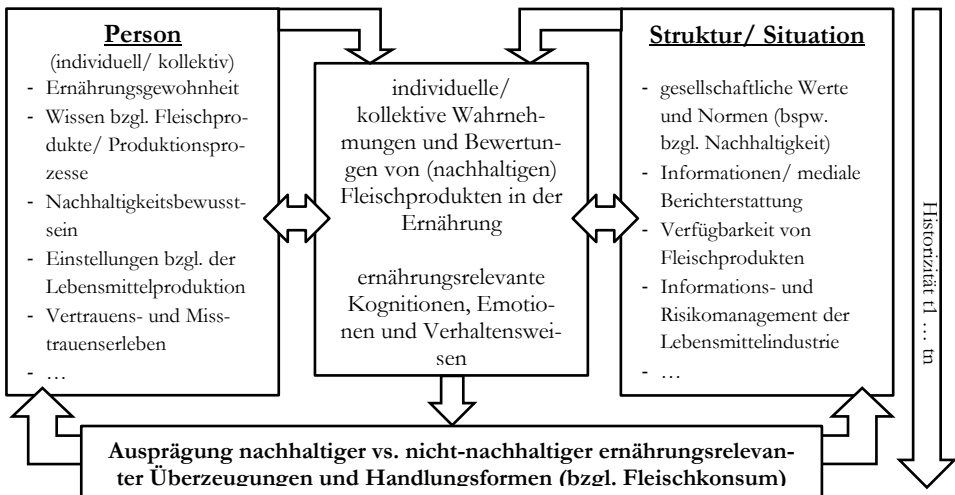 Person
(individuell/ kollektiv)
- Ernährungsgewohnheit
- Wissen bzgl. Fleischpro-
dukte/ Produktionspro-
zesse
- Nachhaltigkeitsbewusst-
sein
- Einstellungen bzgl. der
Lebensmittelproduktion
- Vertrauens- und Miss-
trauenserleben
- …
individuelle/
kollektive Wahrneh-
mungen und Bewertun-
gen von (nachhaltigen)
Fleischprodukten in der
Ernährung
ernährungsrelevante
Kognitionen, Emotio-
nen und Verhaltenswei-
sen
Struktur/ Situation
- gesellschaftliche Werte
und Normen (bspw.
bzgl. Nachhaltigkeit)
- Informationen/ mediale
Berichterstattung
- Verfügbarkeit von
Fleischprodukten
- Informations- und
Risikomanagement der
Lebensmittelindustrie
- …
Historizität t1 … tn
Ausprägung nachhaltiger vs. nicht-nachhaltiger ernährungsrelevan-
ter Überzeugungen und Handlungsformen (bzgl. Fleischkonsum)